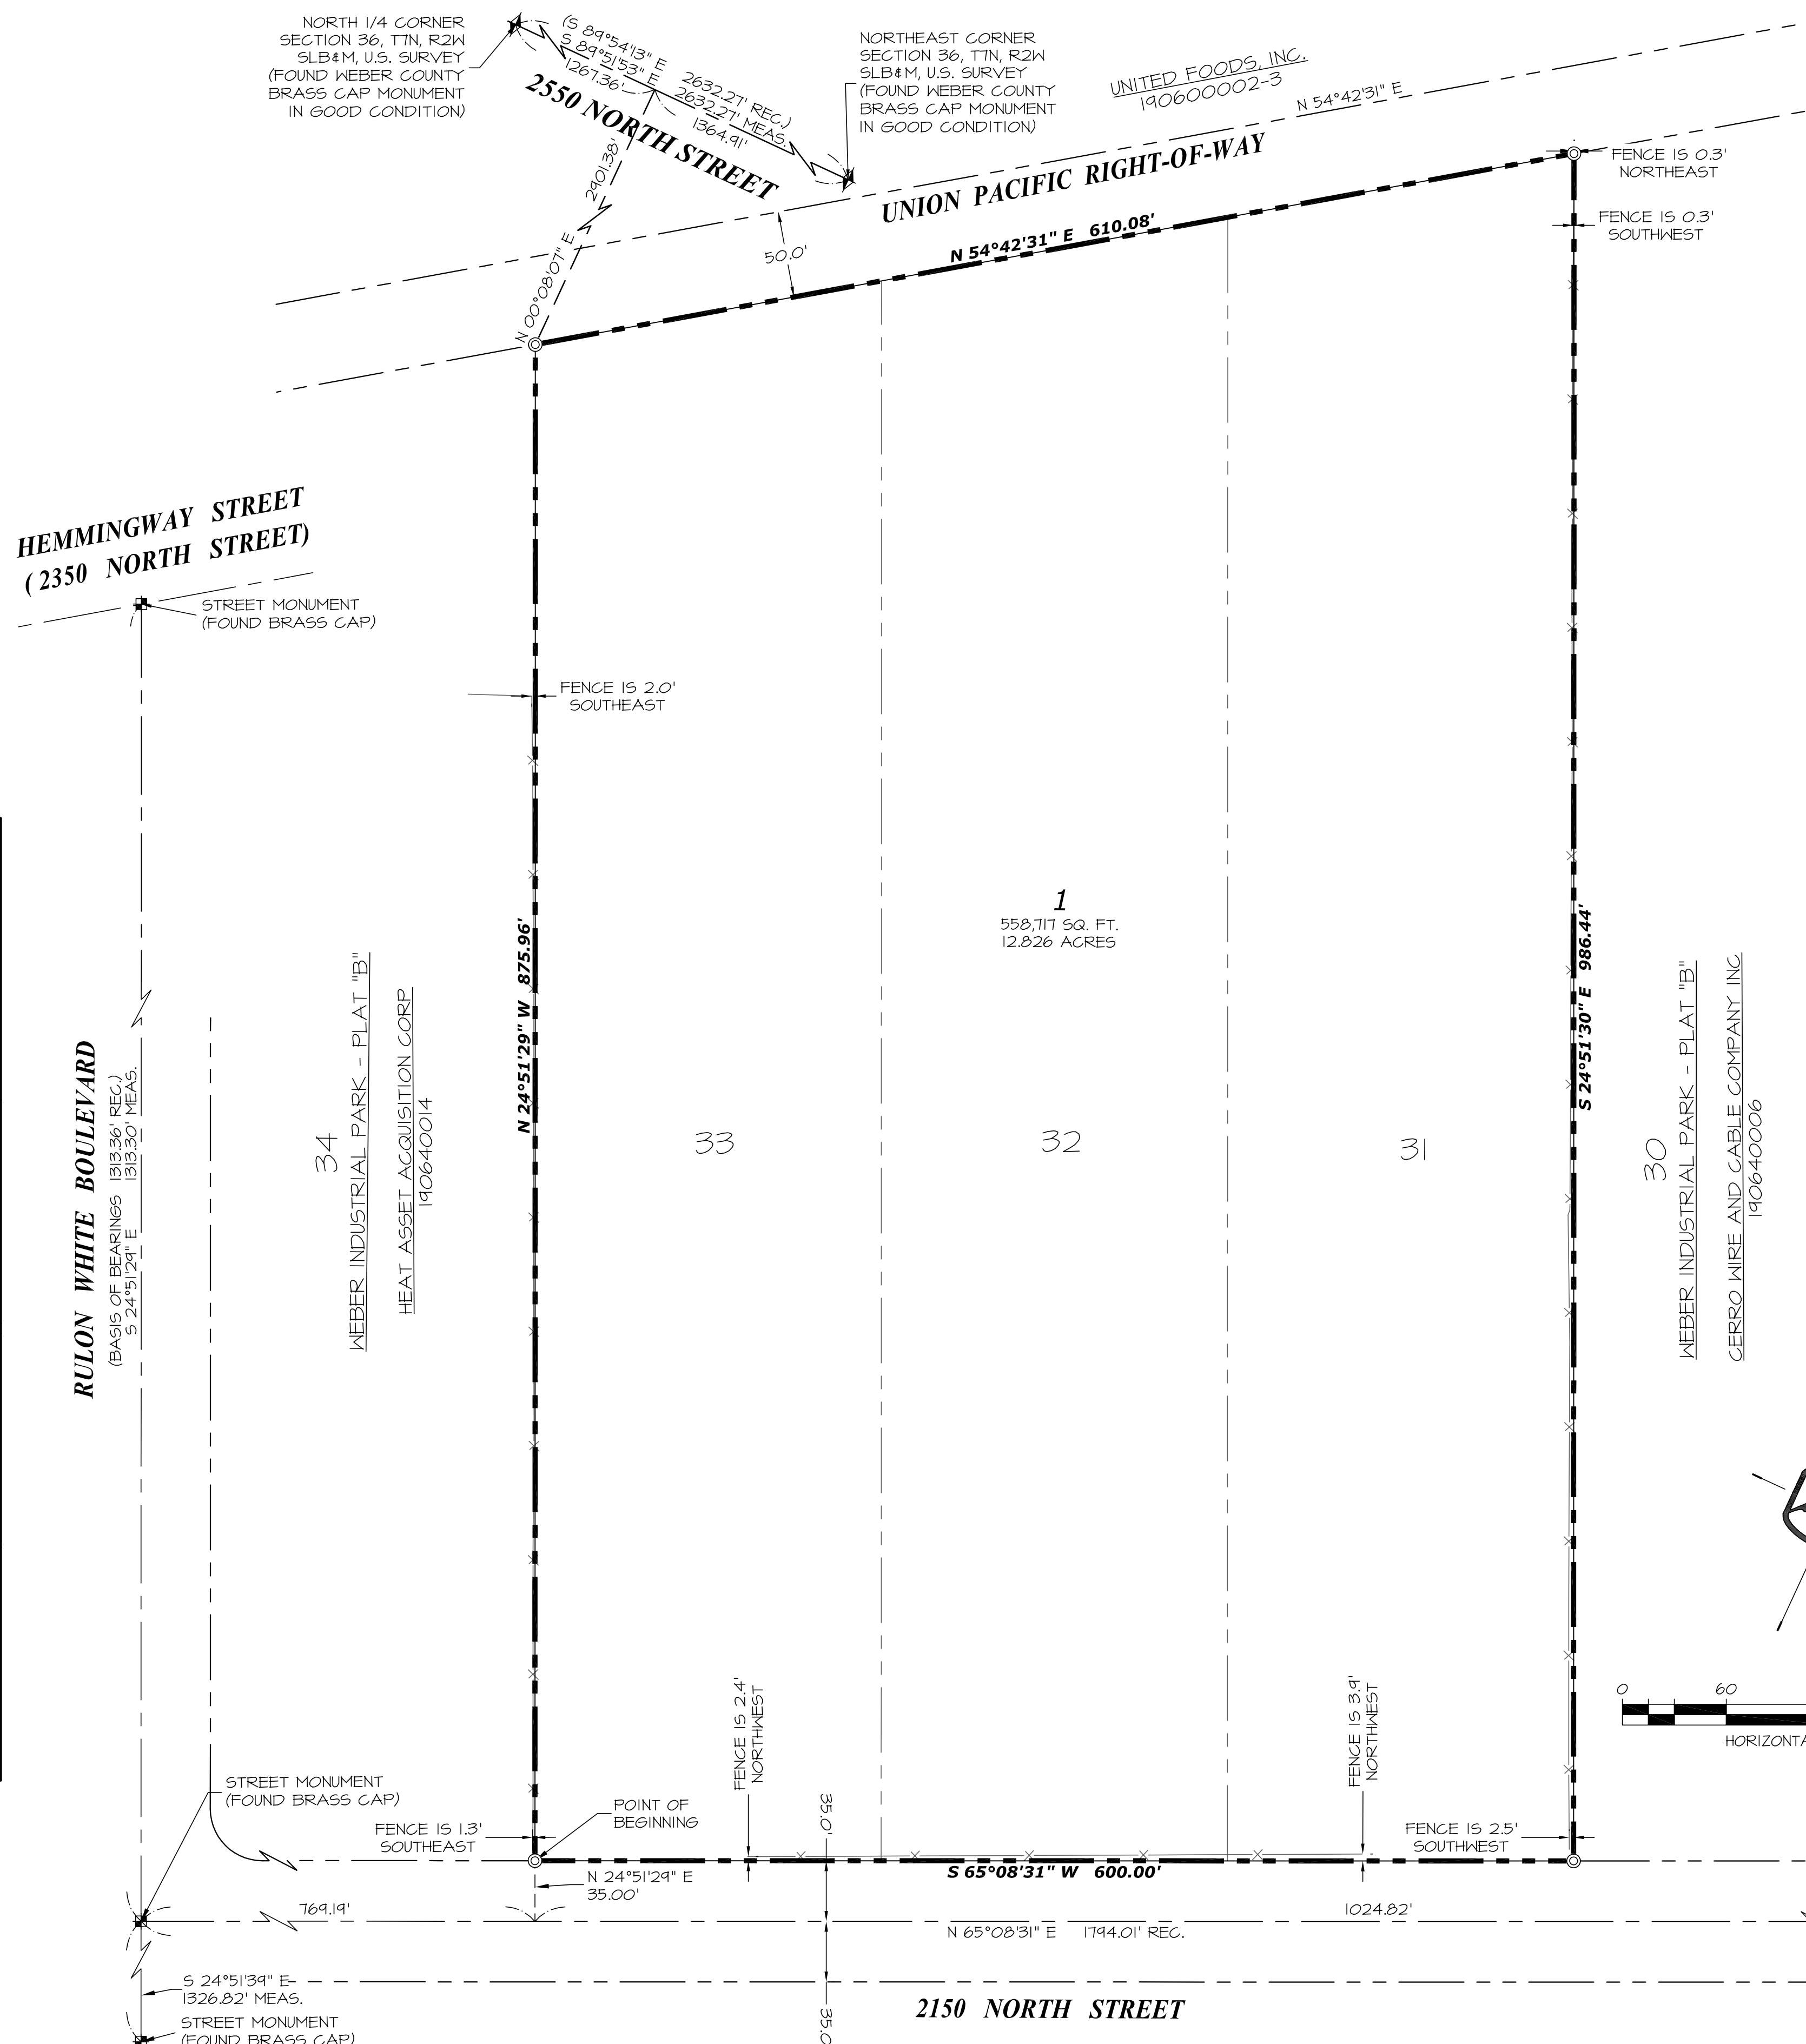 NORTH 1/4 CORNER
SECTION 36, T7N, R2W
SLB&M, U.S. SURVEY
(FOUND WEBER COUNTY
BRASS CAP MONUMENT
IN GOOD CONDITION)
(S 89°54'13" E 2632.27' REC.)
S 89°51'53" E 2632.27' MEAS.
1267.36'
1364.91'
2550 NORTH STREET
NORTHEAST CORNER
SECTION 36, T7N, R2W
SLB&M, U.S. SURVEY
(FOUND WEBER COUNTY
BRASS CAP MONUMENT
IN GOOD CONDITION)
UNITED FOODS, INC.
190600002-3
N 54°42'31" E
UNION PACIFIC RIGHT-OF-WAY
FENCE IS 0.3'
NORTHEAST
FENCE IS 0.3'
SOUTHWEST
2901.38'
N 00°08'07" E
50.0'
N 54°42'31" E 610.08'
HEMMINGWAY STREET
( 2350 NORTH STREET)
STREET MONUMENT
(FOUND BRASS CAP)
FENCE IS 2.0'
SOUTHEAST
1
558,717 SQ. FT.
12.826 ACRES
RULON WHITE BOULEVARD
(BASIS OF BEARINGS 1313.36' REC.)
S 24°51'29" E 1313.30' MEAS.
34
WEBER INDUSTRIAL PARK - PLAT "B"
HEAT ASSET ACQUISITION CORP
190640014
N 24°51'29" W 875.96'
33
32
31
S 24°51'30" E 986.44'
30
WEBER INDUSTRIAL PARK - PLAT "B"
CERRO WIRE AND CABLE COMPANY INC
190640006
0 60
HORIZONTA
FENCE IS 2.4'
NORTHWEST
FENCE IS 3.9'
NORTHWEST
STREET MONUMENT
(FOUND BRASS CAP)
POINT OF
BEGINNING
35.0'
FENCE IS 1.3'
SOUTHEAST
FENCE IS 2.5'
SOUTHWEST
S 65°08'31" W 600.00'
N 24°51'29" E
35.00'
769.19'
1024.82'
N 65°08'31" E 1794.01' REC.
S 24°51'39" E
1326.82' MEAS.
2150 NORTH STREET
35.0
STREET MONUMENT
(FOUND BRASS CAP)